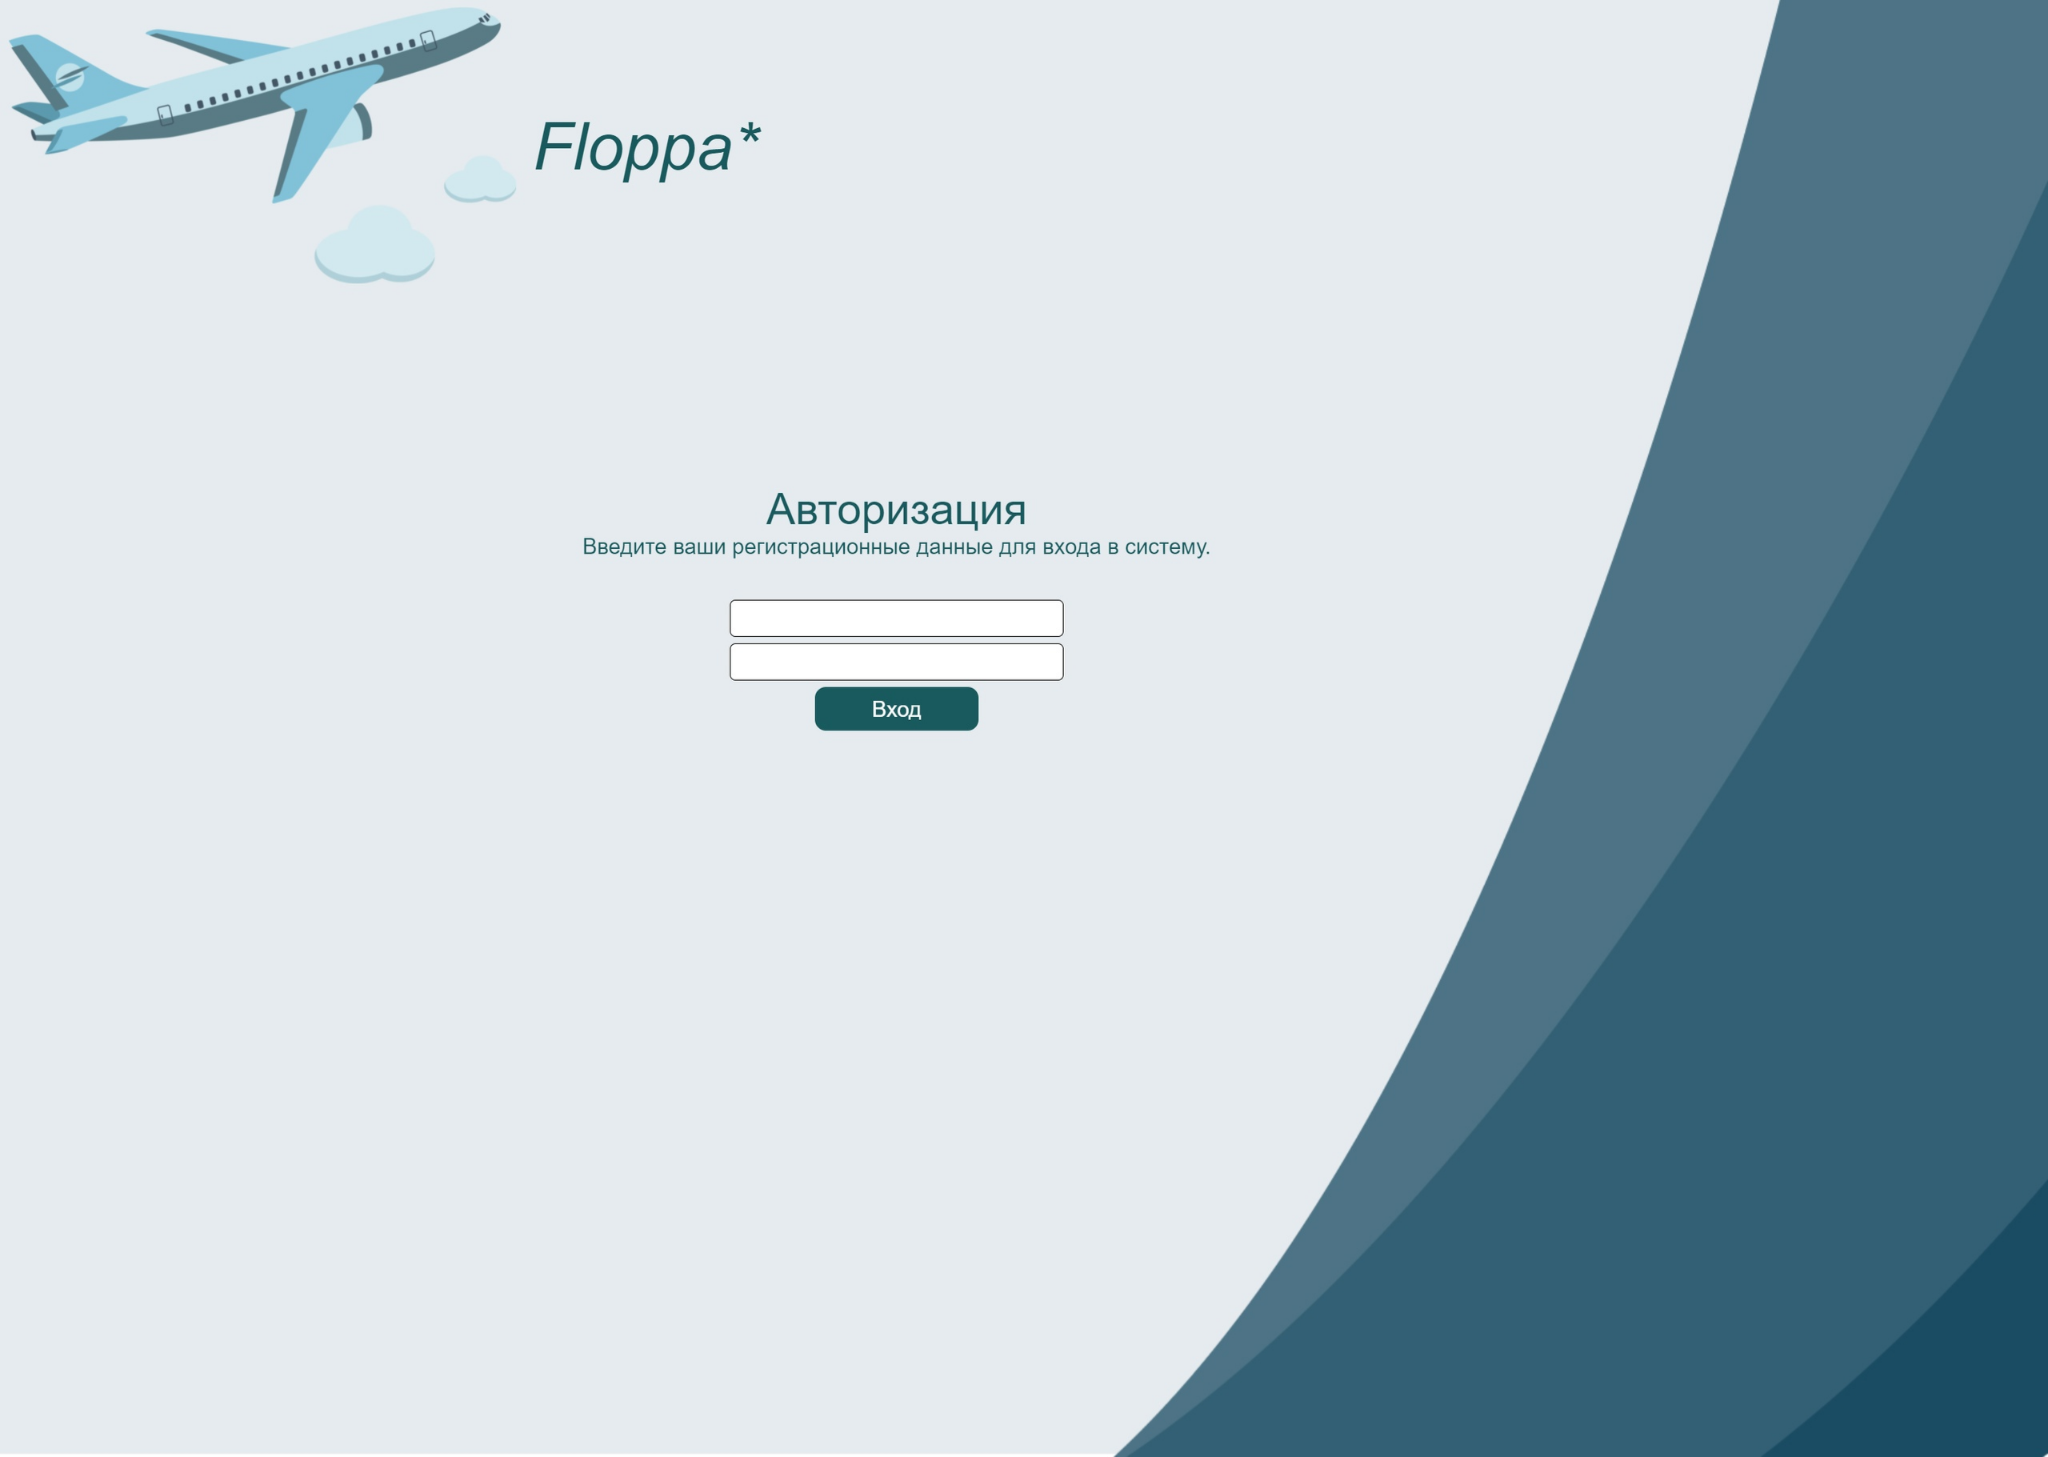 Floppa*
Авторизация
Введите ваши регистрационные данные для входа в систему.
Вход